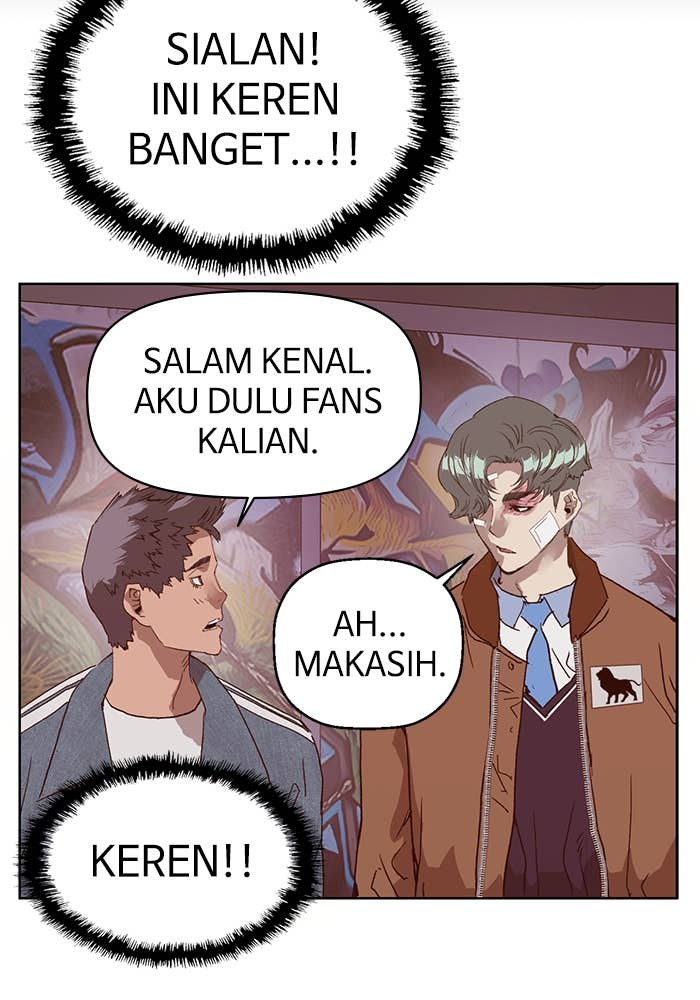 SIALAN!
INI KEREN
BANGET...!!
SALAM KENAL.
AKU DULU FANS
KALIAN.
AH...
MAKASIH.
KEREN!!